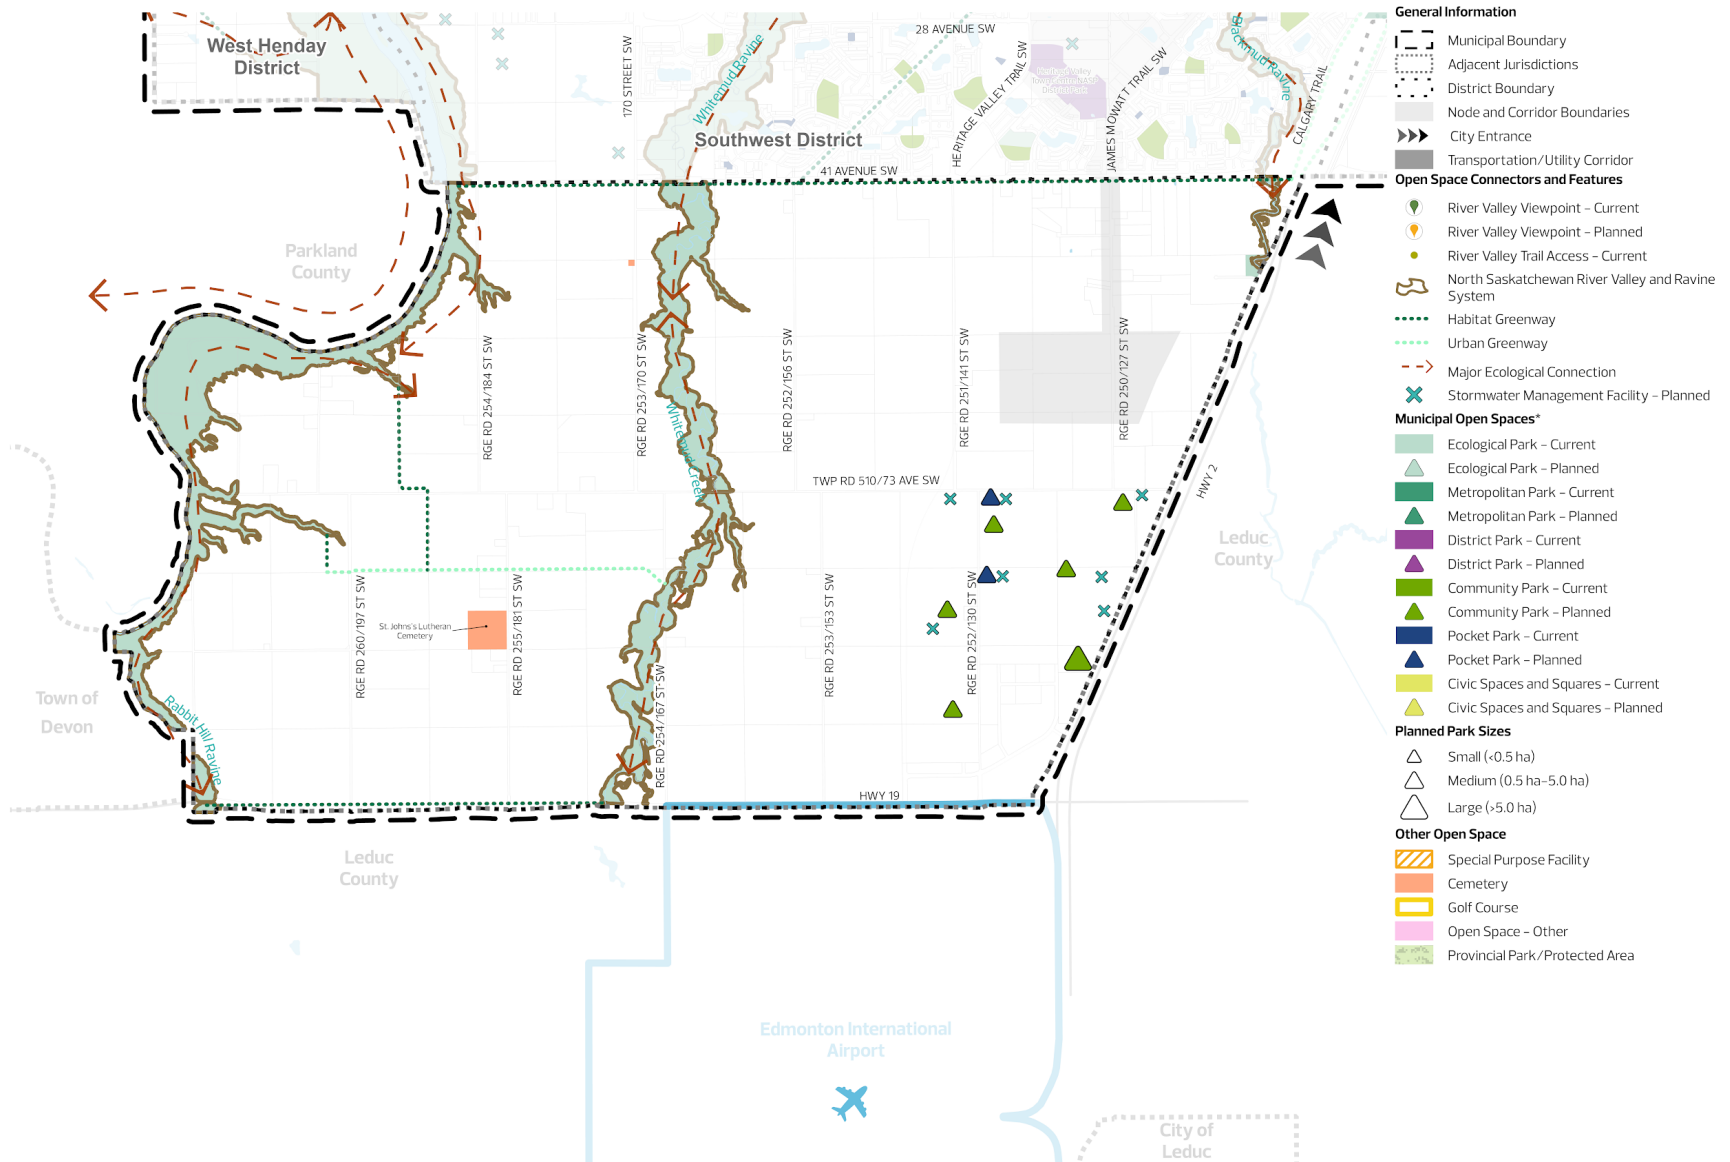 West Henday
District
28 AVENUE SW
170 STREET SW
Whitemud Ravine
HERITAGE VALLEY TRAIL SW
Heritage Valley
District Park
JAMES MOWATT TRAIL SW
Blackmud Ravine
CALGARY TRAIL
Southwest District
41 AVENUE SW
Parkland
County
RGE RD 254/184 ST SW
RGE RD 253/170 ST SW
RGE RD 252/156 ST SW
RGE RD 251/141 ST SW
RGE RD 250/127 ST SW
Whitemud Creek
TWP RD 510/73 AVE SW
HWY 2
Leduc
County
RGE RD 260/197 ST SW
St. Johns's Lutheran
Cemetery
RGE RD 255/181 ST SW
RGE RD 254/167 ST SW
RGE RD 253/153 ST SW
RGE RD 252/130 ST SW
Town of
Devon
Rabbit Hill Ravine
HWY 19
Leduc
County
Edmonton International
Airport
City of
Leduc
General Information
Municipal Boundary
Adjacent Jurisdictions
District Boundary
Node and Corridor Boundaries
City Entrance
Transportation/Utility Corridor
Open Space Connectors and Features
River Valley Viewpoint – Current
River Valley Viewpoint – Planned
River Valley Trail Access – Current
North Saskatchewan River Valley and Ravine
System
Habitat Greenway
Urban Greenway
Major Ecological Connection
Stormwater Management Facility – Planned
Municipal Open Spaces*
Ecological Park – Current
Ecological Park – Planned
Metropolitan Park – Current
Metropolitan Park – Planned
District Park – Current
District Park – Planned
Community Park – Current
Community Park – Planned
Pocket Park – Current
Pocket Park – Planned
Civic Spaces and Squares – Current
Civic Spaces and Squares – Planned
Planned Park Sizes
Small (<0.5 ha)
Medium (0.5 ha–5.0 ha)
Large (>5.0 ha)
Other Open Space
Special Purpose Facility
Cemetery
Golf Course
Open Space – Other
Provincial Park/Protected Area